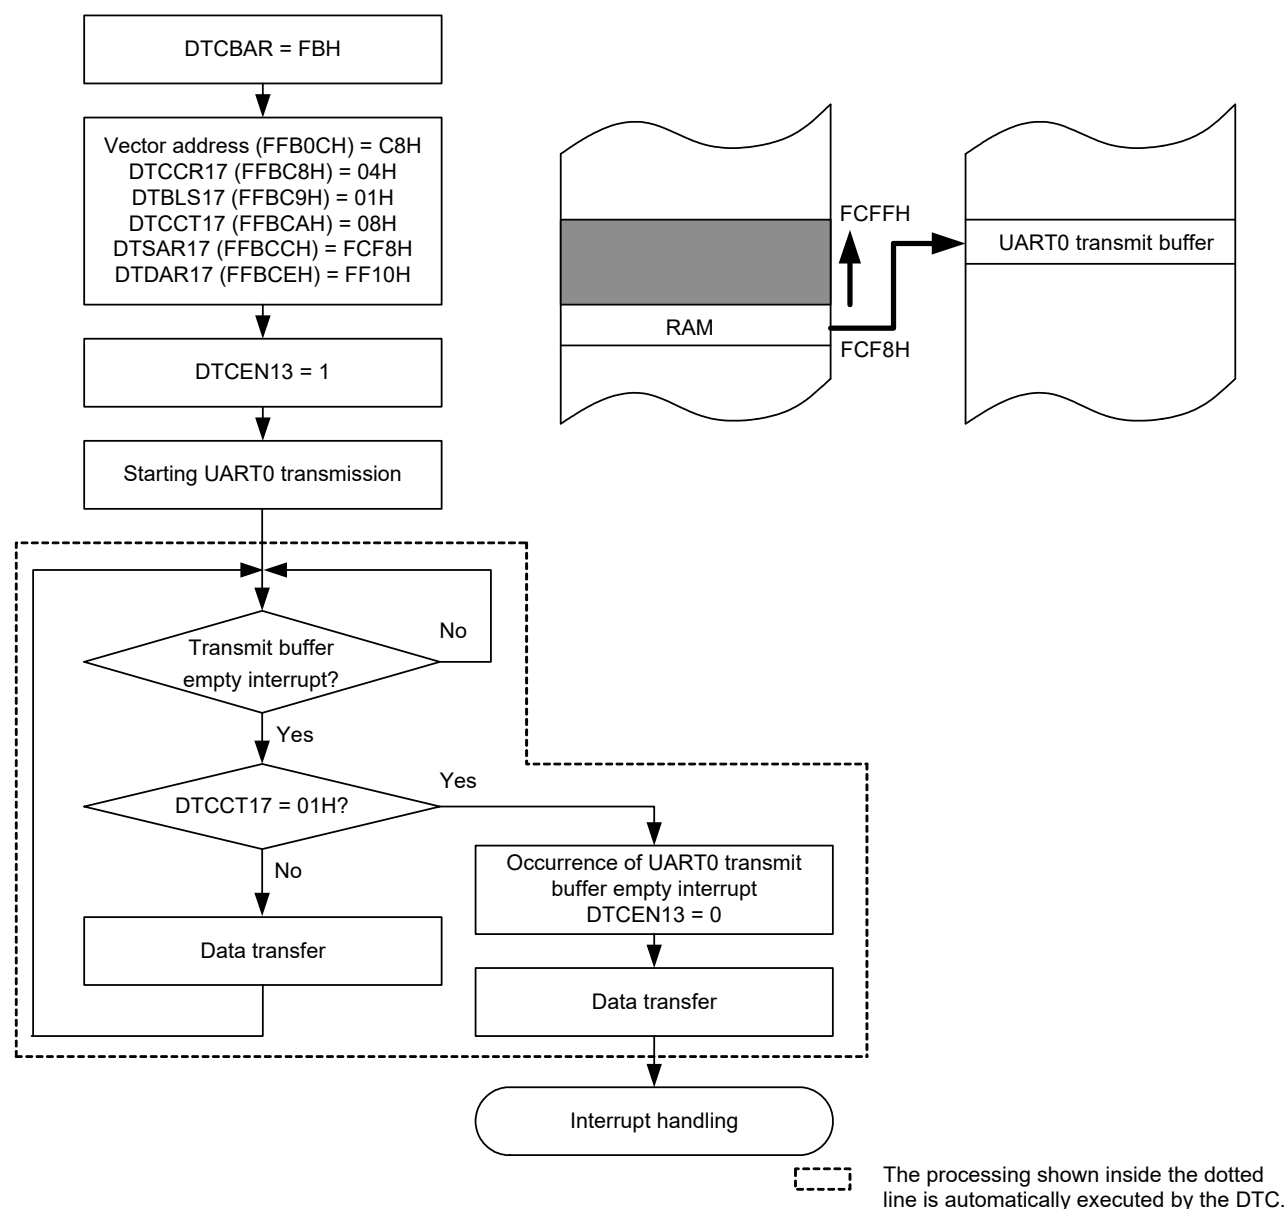 DTCBAR = FBH
Vector address (FFB0CH) = C8H
DTCCR17 (FFBC8H) = 04H
DTBLS17 (FFBC9H) = 01H
DTCCT17 (FFBCAH) = 08H
DTSAR17 (FFBCCH) = FCF8H
DTDAR17 (FFBCEH) = FF10H
DTCEN13 = 1
Starting UART0 transmission
FCFFH
UART0 transmit buffer
RAM
FCF8H
Transmit buffer
empty interrupt?
No
Yes
DTCCT17 = 01H?
Yes
No
Data transfer
Occurrence of UART0 transmit
buffer empty interrupt
DTCEN13 = 0
Data transfer
Interrupt handling
The processing shown inside the dotted
line is automatically executed by the DTC.